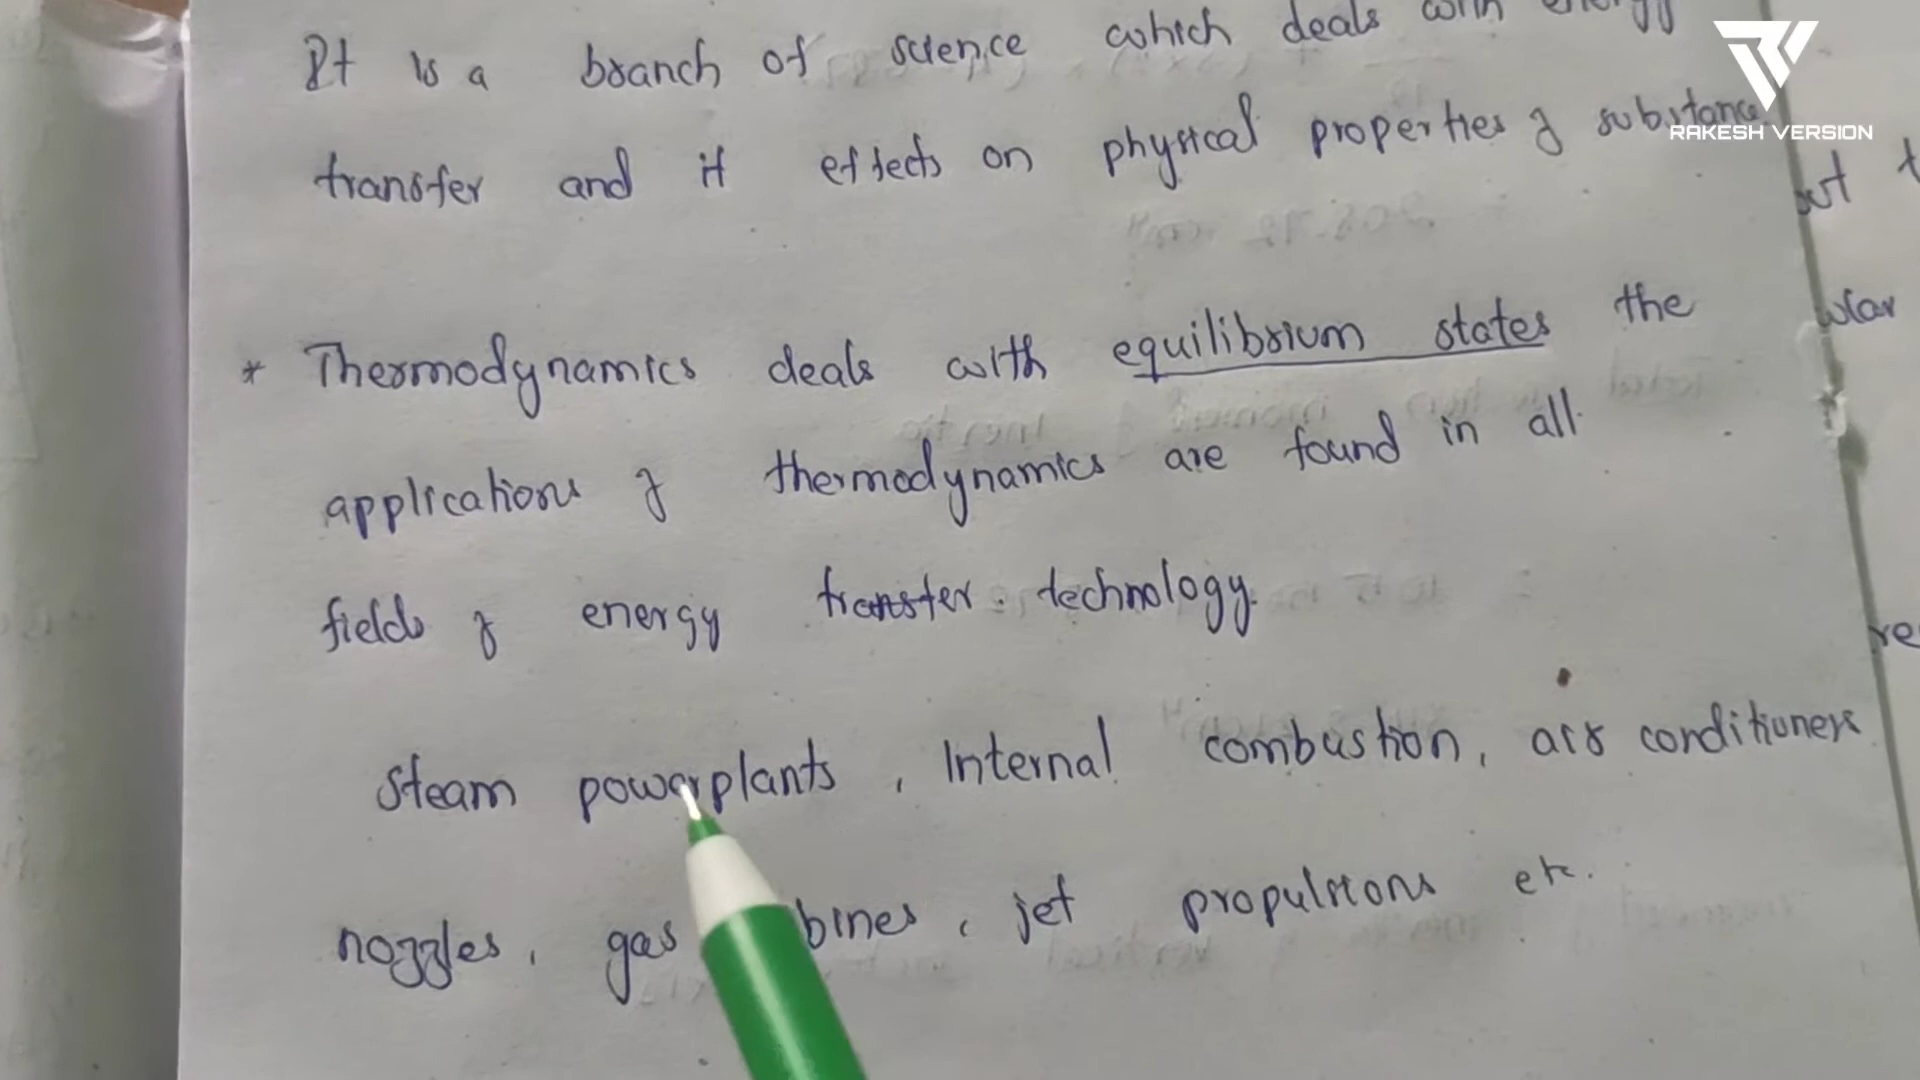 It is a branch of science which deals with energy
RAKESH VERSION
transfer and it effects on physical properties of substance
* Thermodynamics deals with equilibrium states the
applications of thermodynamics are found in all
fields of energy transfer technology.
Steam powerplants, Internal combustion, air conditioners
nozzles, gas bines, jet propulsions etc.